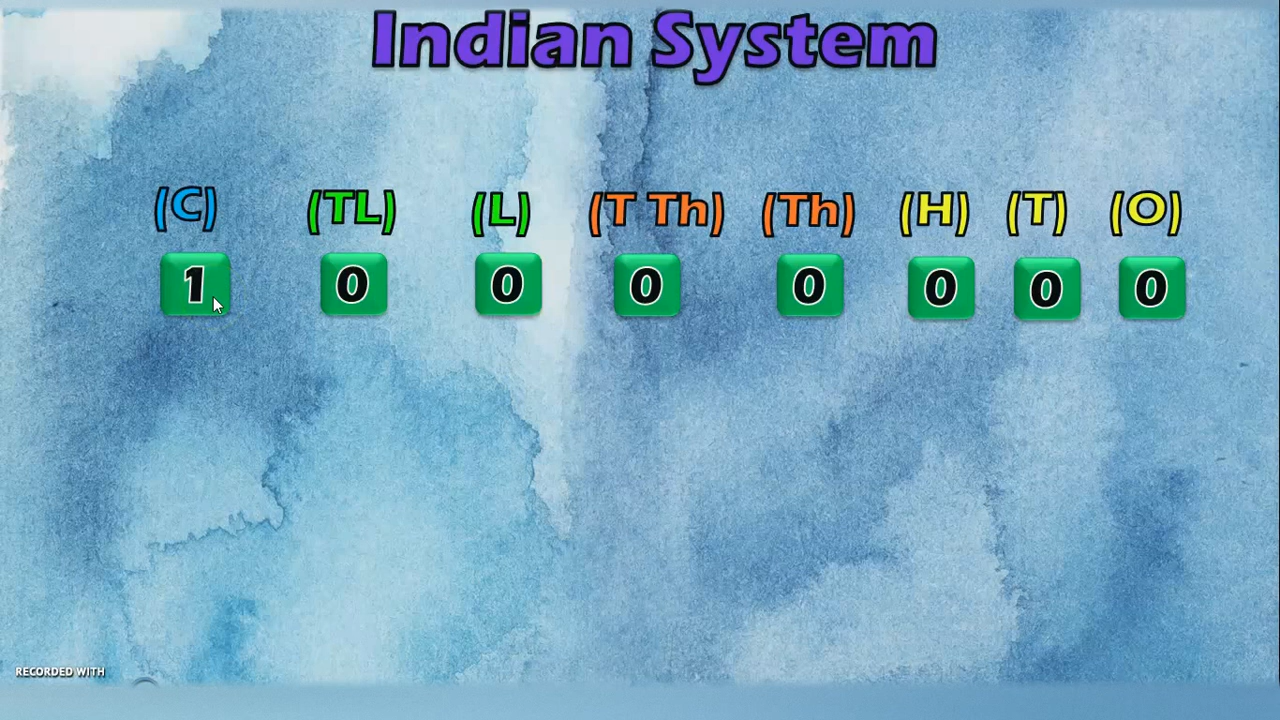 Indian System
(C) (TL) (L) (T Th) (Th) (H) (T) (O)
1 0 0 0 0 0 0 0
RECORDED WITH